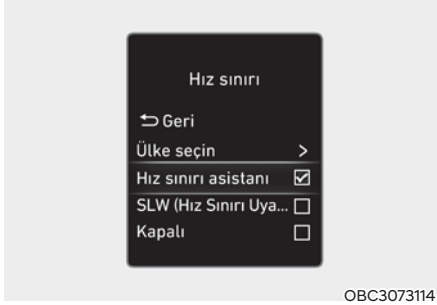 Hız sınırı
Geri
Ülke seçin >
Hız sınırı asistanı
SLW (Hız Sınırı Uya...
Kapalı
OBC3073114